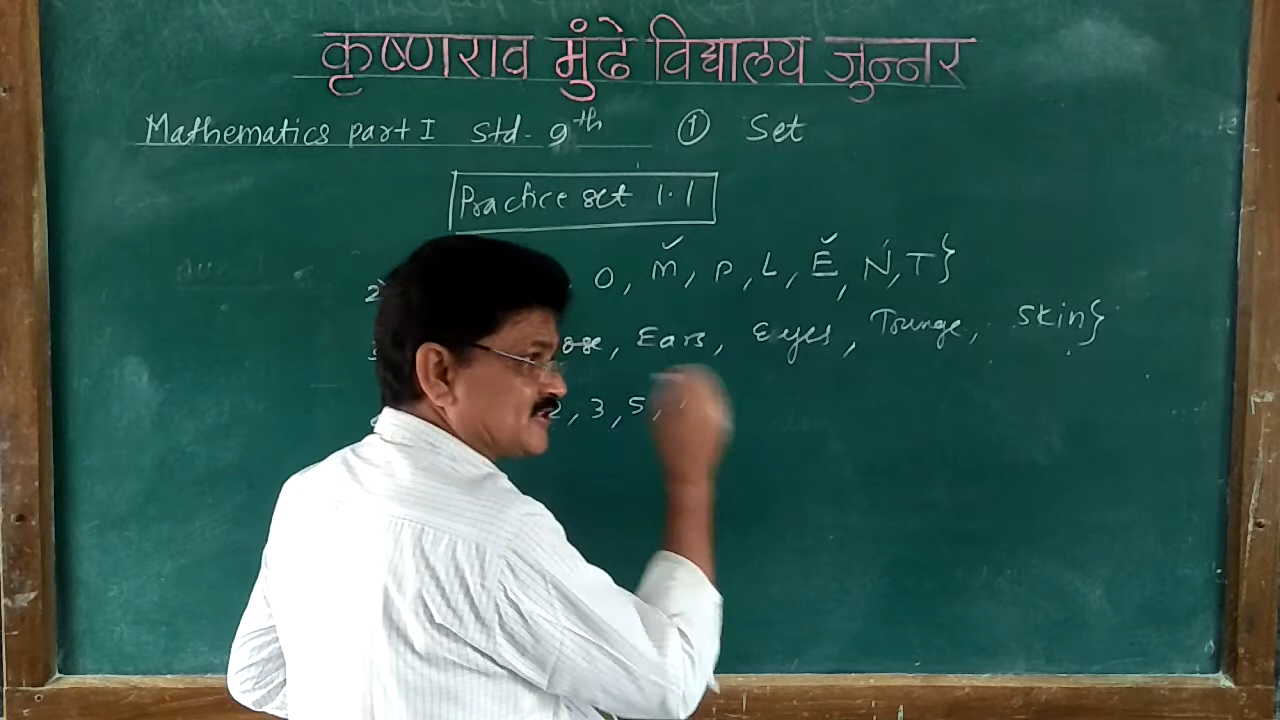 कृष्णराव मुंढे विद्यालय जुन्नर
Mathematics part I Std- 9th ① Set
Practice set 1.1
2 O, M, P, L, E, N, T}
ose, Ears, Eyes, Tounge, Skin}
2, 3, 5,